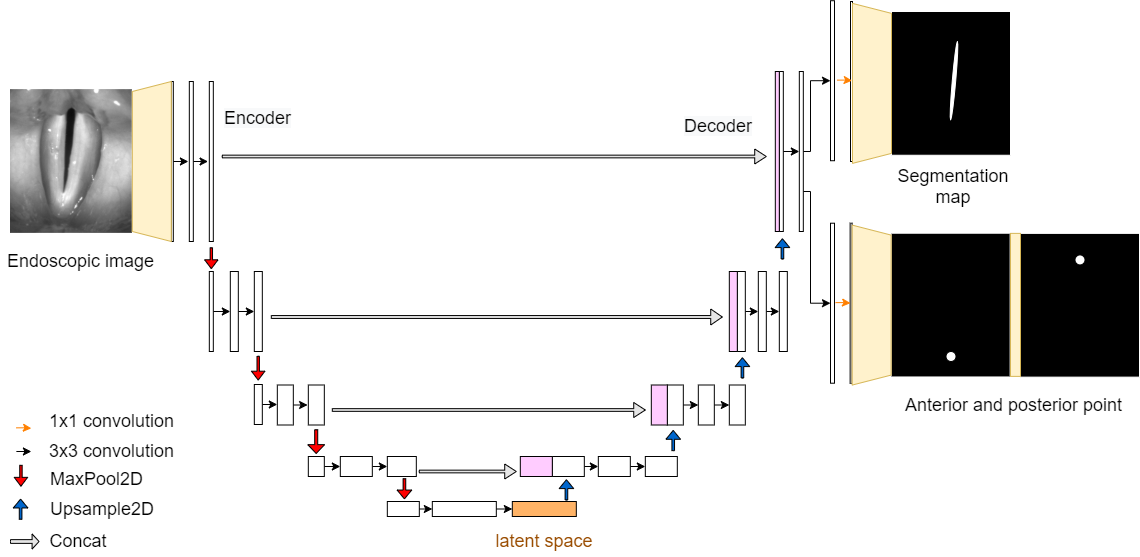 Encoder
Decoder
Segmentation
map
Endoscopic image
Anterior and posterior point
1x1 convolution
3x3 convolution
MaxPool2D
Upsample2D
Concat
latent space